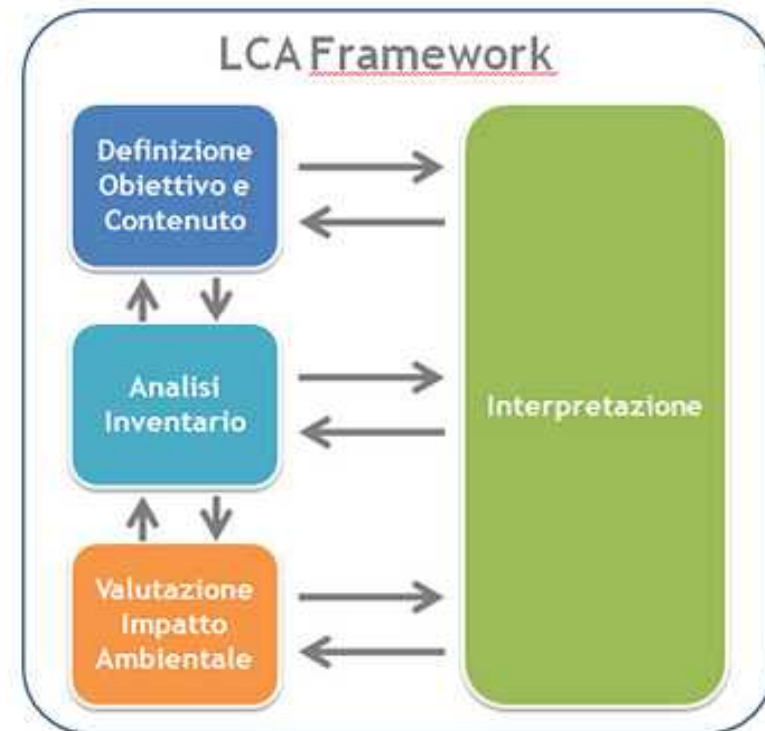 LCA Framework
Definizione
Obiettivo e
Contenuto
Analisi
Inventario
Interpretazione
Valutazione
Impatto
Ambientale